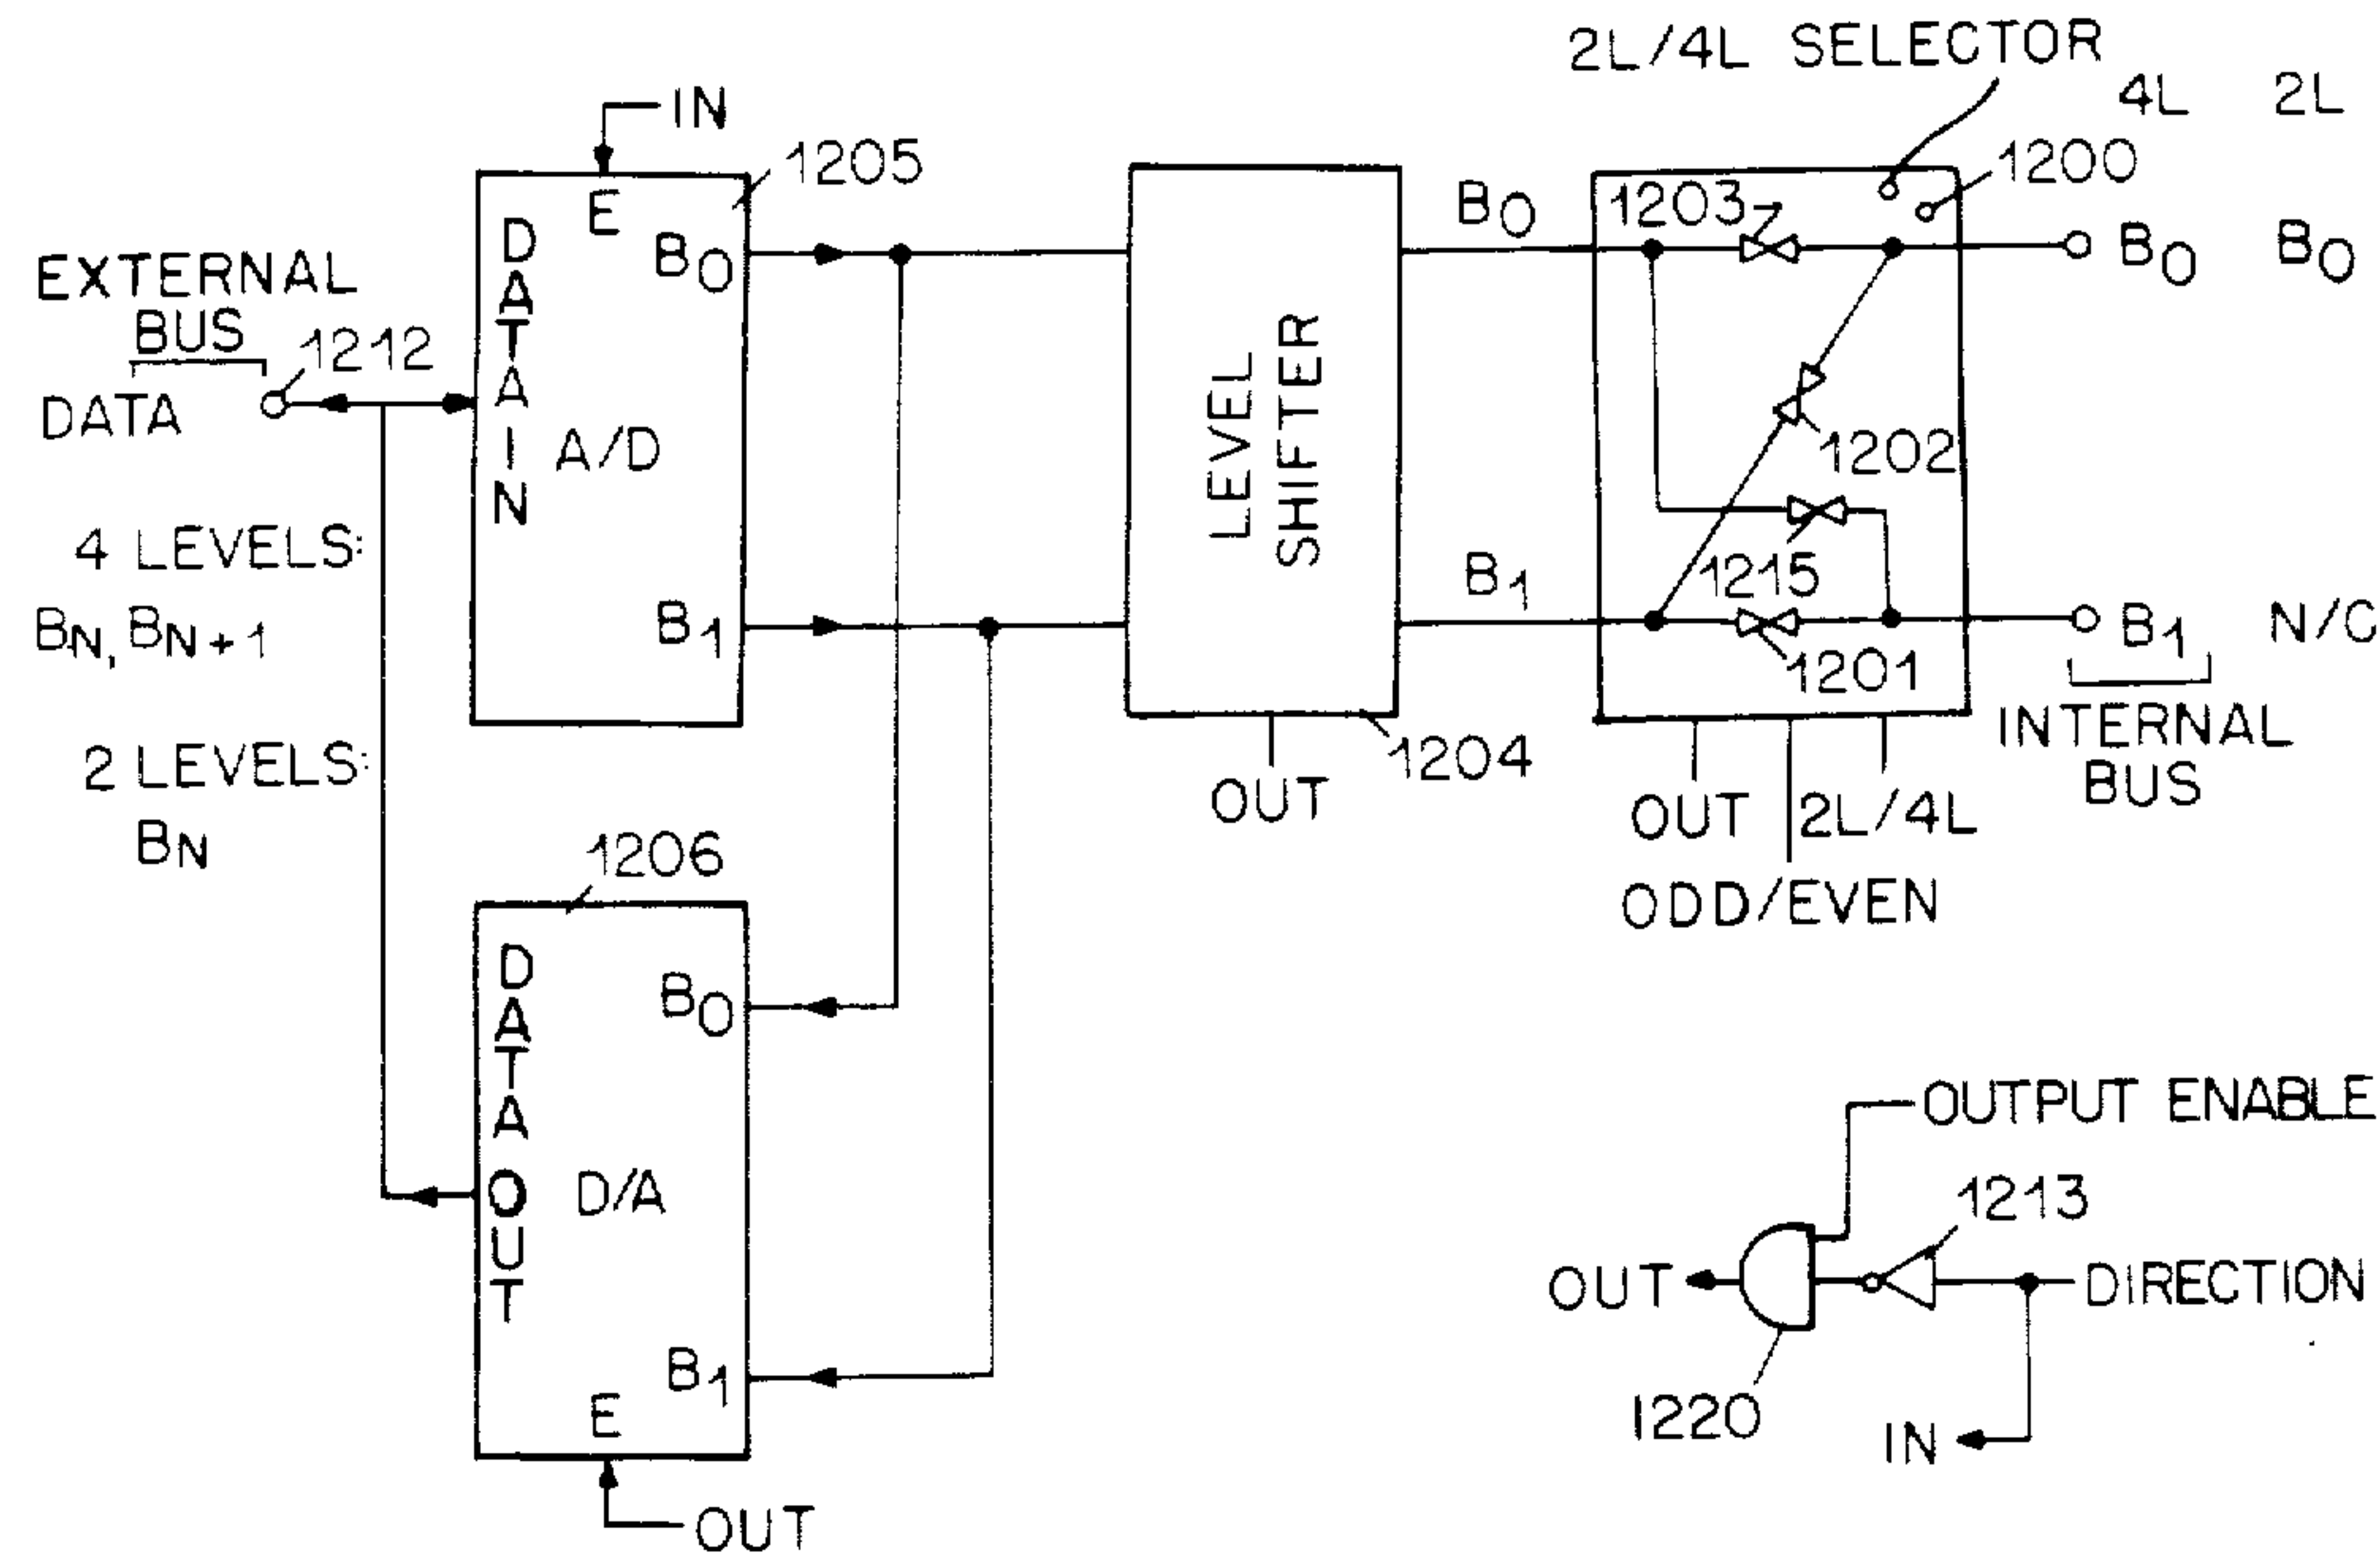 2L/4L SELECTOR
4L 2L
IN
1205
1200
E
B0
DATA IN
A/D
B1
EXTERNAL
BUS
1212
DATA
4 LEVELS:
BN, BN+1
2 LEVELS:
BN
LEVEL
SHIFTER
1204
OUT
B0
B1
1203
1202
1215
1201
B0 B0
B1 N/C
INTERNAL
BUS
OUT 2L/4L
ODD/EVEN
1206
DATA OUT
B0
D/A
B1
E
OUT
OUTPUT ENABLE
1213
OUT
DIRECTION
1220
IN